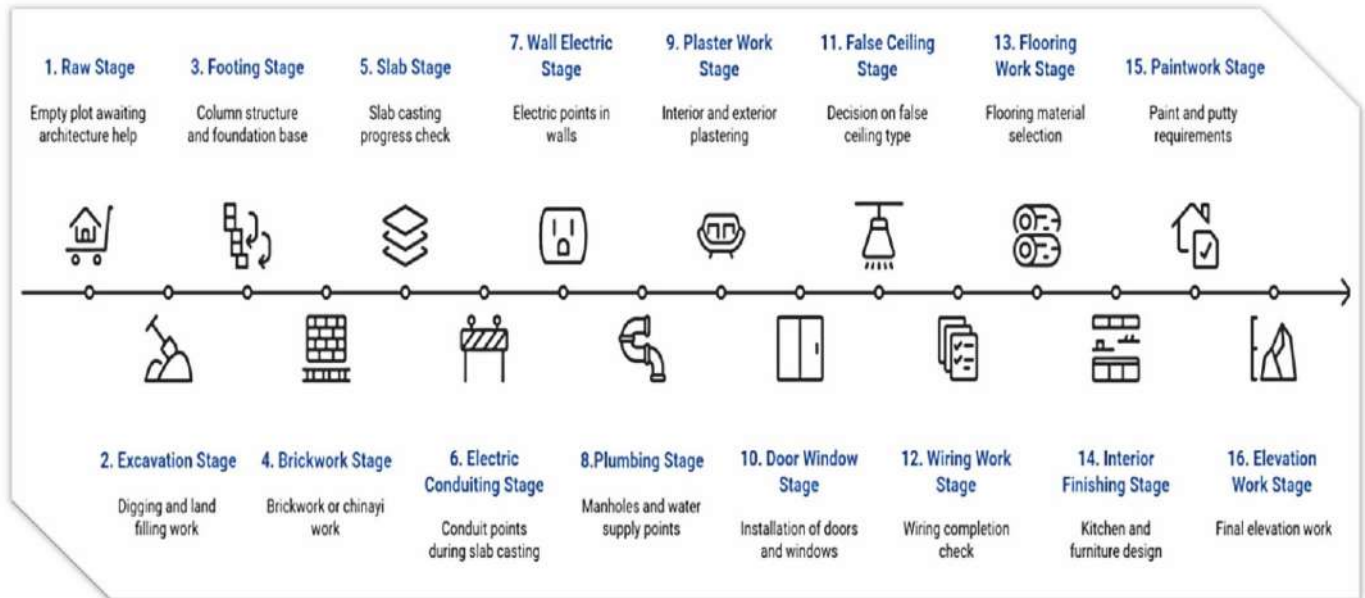 1. Raw Stage
Empty plot awaiting
architecture help
2. Excavation Stage
Digging and land
filling work
3. Footing Stage
Column structure
and foundation base
4. Brickwork Stage
Brickwork or chinayi
work
5. Slab Stage
Slab casting
progress check
6. Electric
Conduiting Stage
Conduit points
during slab casting
7. Wall Electric
Stage
Electric points in
walls
8.Plumbing Stage
Manholes and water
supply points
9. Plaster Work
Stage
Interior and exterior
plastering
10. Door Window
Stage
Installation of doors
and windows
11. False Ceiling
Stage
Decision on false
ceiling type
12. Wiring Work
Stage
Wiring completion
check
13. Flooring
Work Stage
Flooring material
selection
14. Interior
Finishing Stage
Kitchen and
furniture design
15. Paintwork Stage
Paint and putty
requirements
16. Elevation
Work Stage
Final elevation work